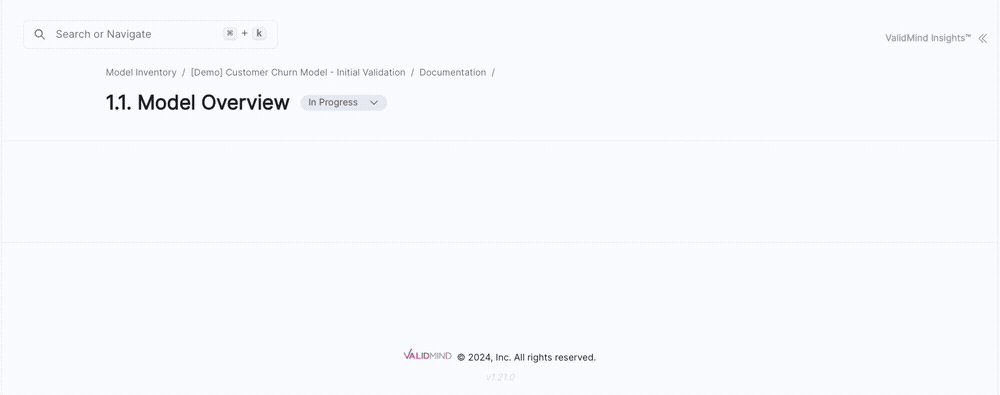 Search or Navigate ⌘ + k
ValidMind Insights™
Model Inventory / [Demo] Customer Churn Model - Initial Validation / Documentation /
1.1. Model Overview In Progress
VALIDMIND © 2024, Inc. All rights reserved.
v1.21.0